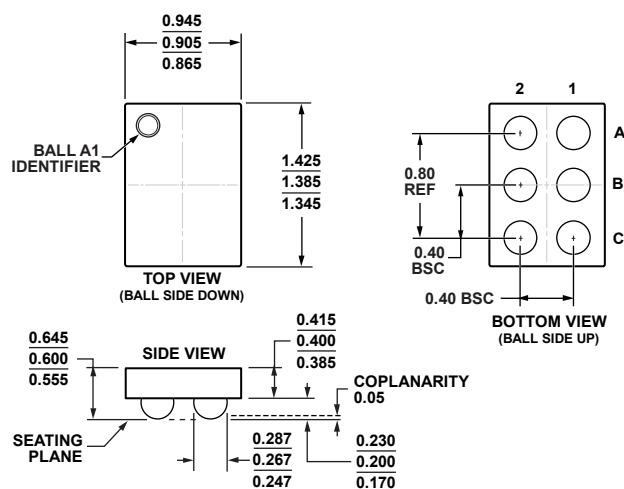 0.945
0.905
0.865
BALL A1
IDENTIFIER
1.425
1.385
1.345
TOP VIEW
(BALL SIDE DOWN)
2 1
A
B
C
0.80
REF
0.40
BSC
0.40 BSC
BOTTOM VIEW
(BALL SIDE UP)
0.645
0.600
0.555
SIDE VIEW
0.415
0.400
0.385
COPLANARITY
0.05
SEATING
PLANE
0.287
0.267
0.247
0.230
0.200
0.170